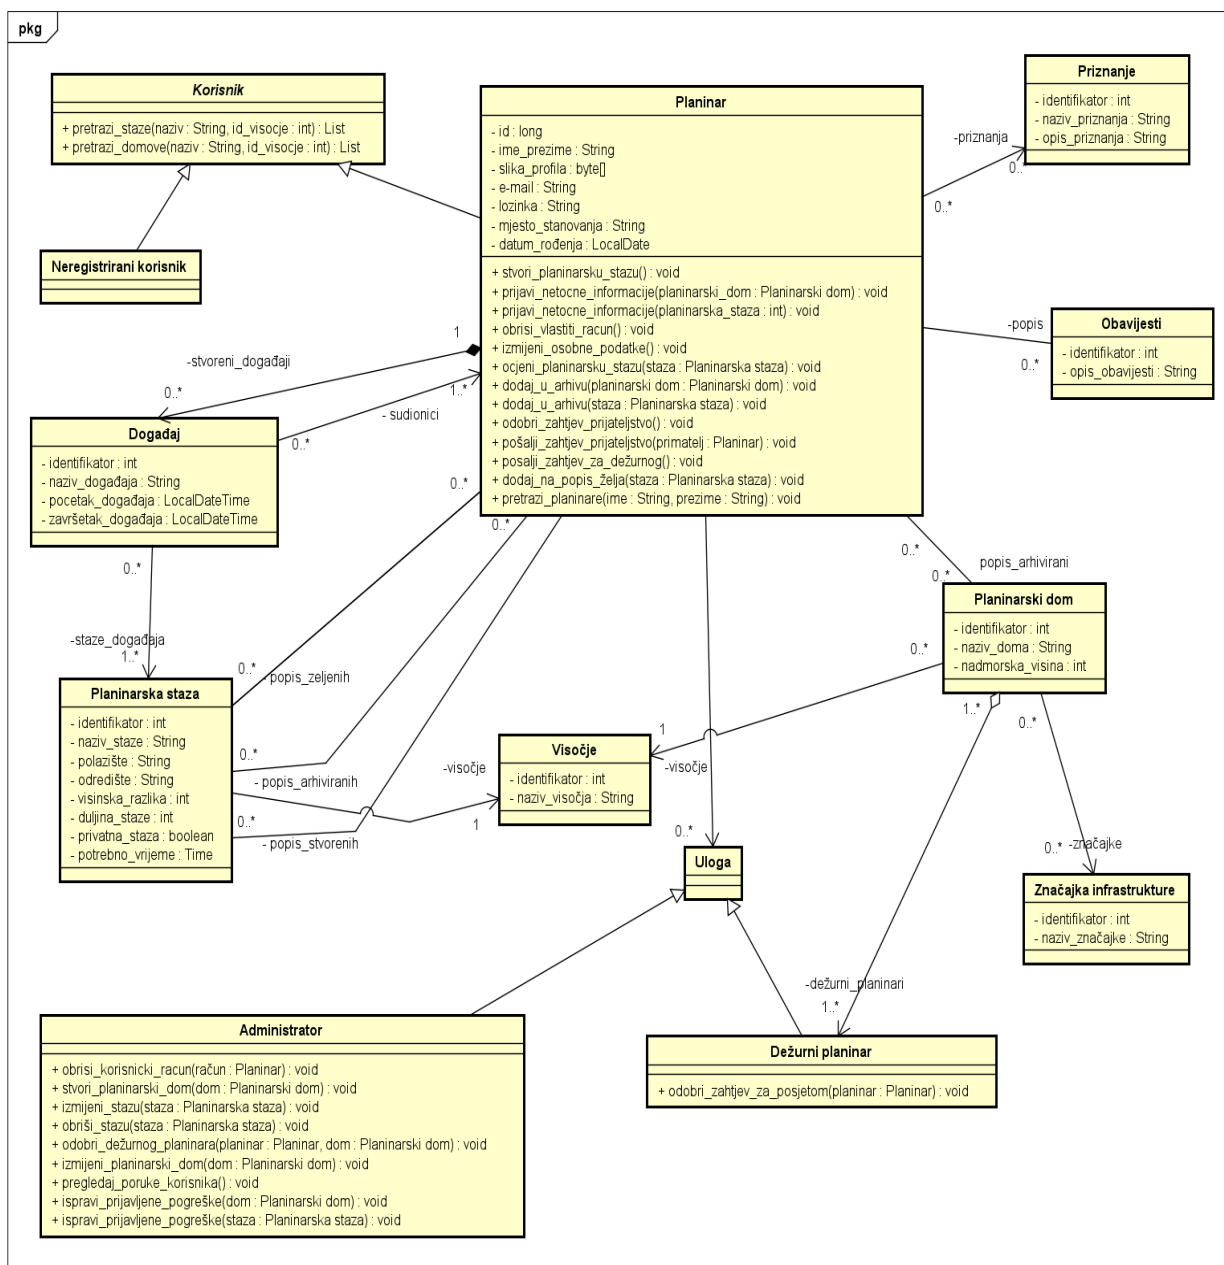 pkg
Korisnik
+ pretrazi_staze(naziv : String, id_visocje : int) : List
+ pretrazi_domove(naziv : String, id_visocje : int) : List
Neregistrirani korisnik
Planinar
- id : long
- ime_prezime : String
- slika_profila : byte[]
- e-mail : String
- lozinka : String
- mjesto_stanovanja : String
- datum_rođenja : LocalDate
+ stvori_planinarsku_stazu() : void
+ prijavi_netocne_informacije(planinarski_dom : Planinarski dom) : void
+ prijavi_netocne_informacije(planinarska_staza : int) : void
+ obrisi_vlastiti_racun() : void
+ izmijeni_osobne_podatke() : void
+ ocjeni_planinarsku_stazu(staza : Planinarska staza) : void
+ dodaj_u_arhivu(planinarski dom : Planinarski dom) : void
+ dodaj_u_arhivu(staza : Planinarska staza) : void
+ odobri_zahtjev_prijateljstvo() : void
+ pošalji_zahtjev_prijateljstvo(primatelj : Planinar) : void
+ posalji_zahtjev_za_dežurnog() : void
+ dodaj_na_popis_želja(staza : Planinarska staza) : void
+ pretrazi_planinare(ime : String, prezime : String) : void
Priznanje
- identifikator : int
- naziv_priznanja : String
- opis_priznanja : String
-priznanja
0..*
0..*
Obavijesti
- identifikator : int
- opis_obavijesti : String
-popis
0..*
1
-stvoreni_događaji
0..*
1..*
- sudionici
0..*
Događaj
- identifikator : int
- naziv_događaja : String
- pocetak_događaja : LocalDateTime
- završetak_događaja : LocalDateTime
0..*
-staze_događaja
1..*
0..*
0..*
0..*
- popis_zeljenih
0..*
- popis_arhiviranih
0..*
- popis_stvorenih
Planinarska staza
- identifikator : int
- naziv_staze : String
- polazište : String
- odredište : String
- visinska_razlika : int
- duljina_staze : int
- privatna_staza : boolean
- potrebno_vrijeme : Time
0..*
popis_arhivirani
0..*
Planinarski dom
- identifikator : int
- naziv_doma : String
- nadmorska_visina : int
0..*
1..*
0..*
1
-visočje
-visočje
1
Visočje
- identifikator : int
- naziv_visočja : String
0..*
Uloga
0..*
-značajke
Značajka infrastrukture
- identifikator : int
- naziv_značajke : String
-dežurni_planinari
1..*
Dežurni planinar
+ odobri_zahtjev_za_posjetom(planinar : Planinar) : void
Administrator
+ obrisi_korisnicki_racun(račun : Planinar) : void
+ stvori_planinarski_dom(dom : Planinarski dom) : void
+ izmijeni_stazu(staza : Planinarska staza) : void
+ obriši_stazu(staza : Planinarska staza) : void
+ odobri_dežurnog_planinara(planinar : Planinar, dom : Planinarski dom) : void
+ izmijeni_planinarski_dom(dom : Planinarski dom) : void
+ pregledaj_poruke_korisnika() : void
+ ispravi_prijavljene_pogreške(dom : Planinarski dom) : void
+ ispravi_prijavljene_pogreške(staza : Planinarska staza) : void